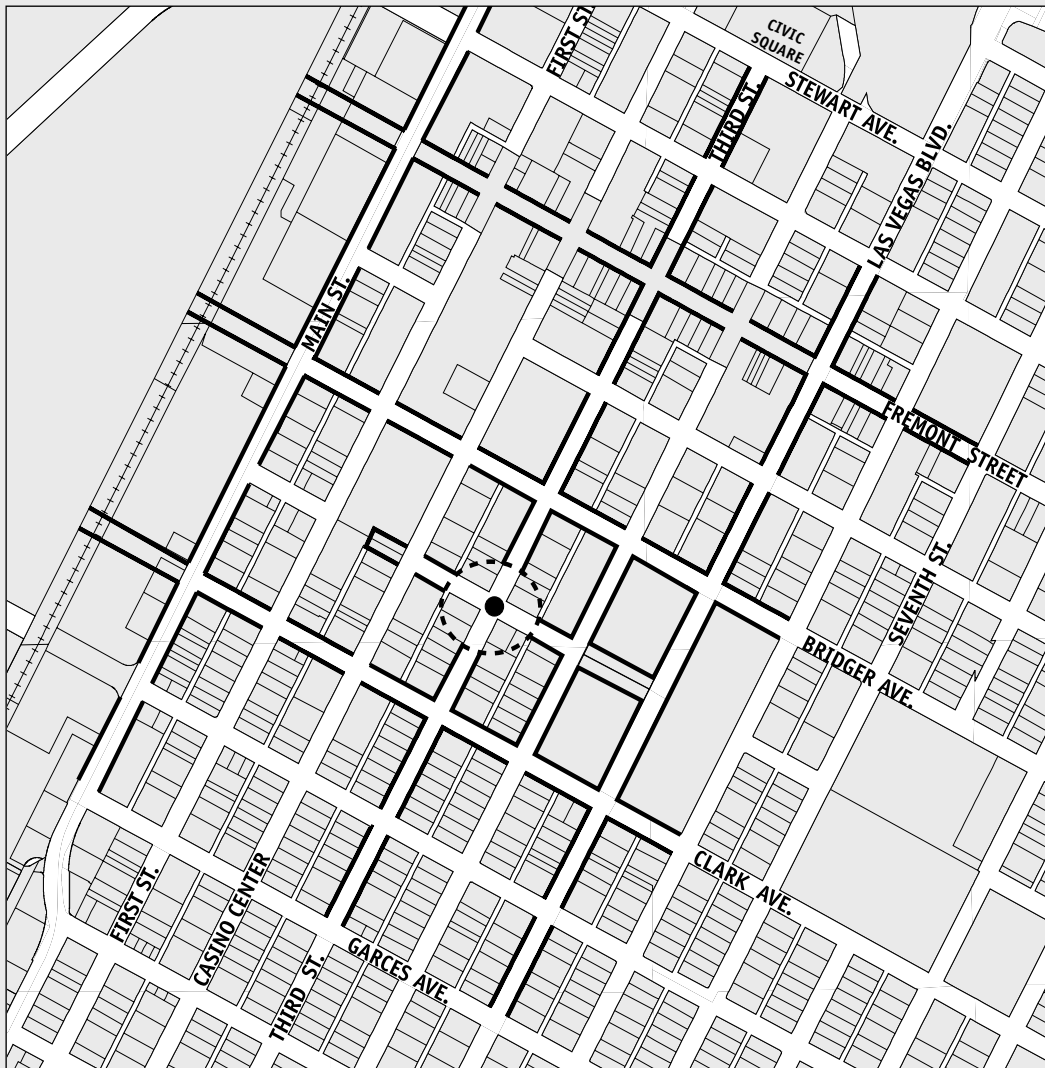 FIRST ST.
CIVIC
SQUARE
STEWART AVE.
THIRD ST.
LAS VEGAS BLVD.
MAIN ST.
FREMONT STREET
SEVENTH ST.
BRIDGER AVE.
CLARK AVE.
FIRST ST.
CASINO CENTER
THIRD ST.
GARCES AVE.